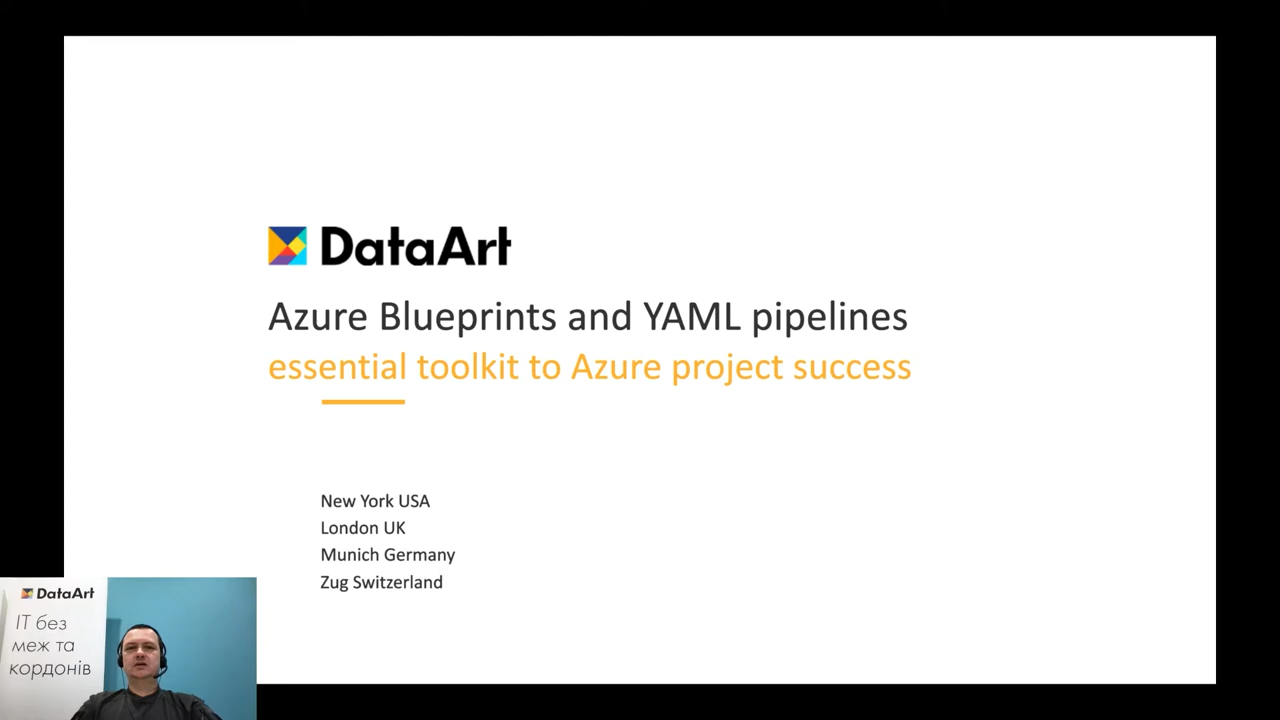 DataArt
Azure Blueprints and YAML pipelines
essential toolkit to Azure project success
New York USA
London UK
Munich Germany
Zug Switzerland
DataArt
ІТ без
меж та
кордонів